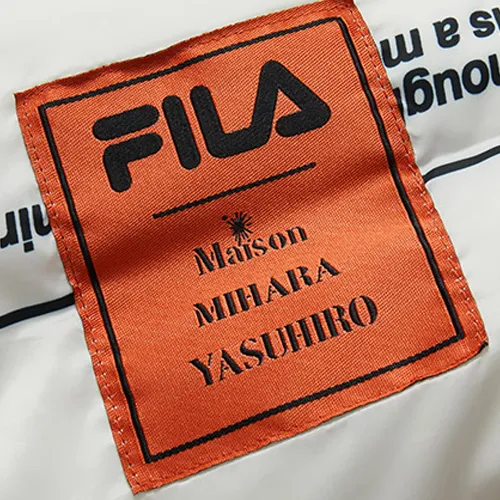 FILA
Maison
MIHARA
YASUHIRO
s a m